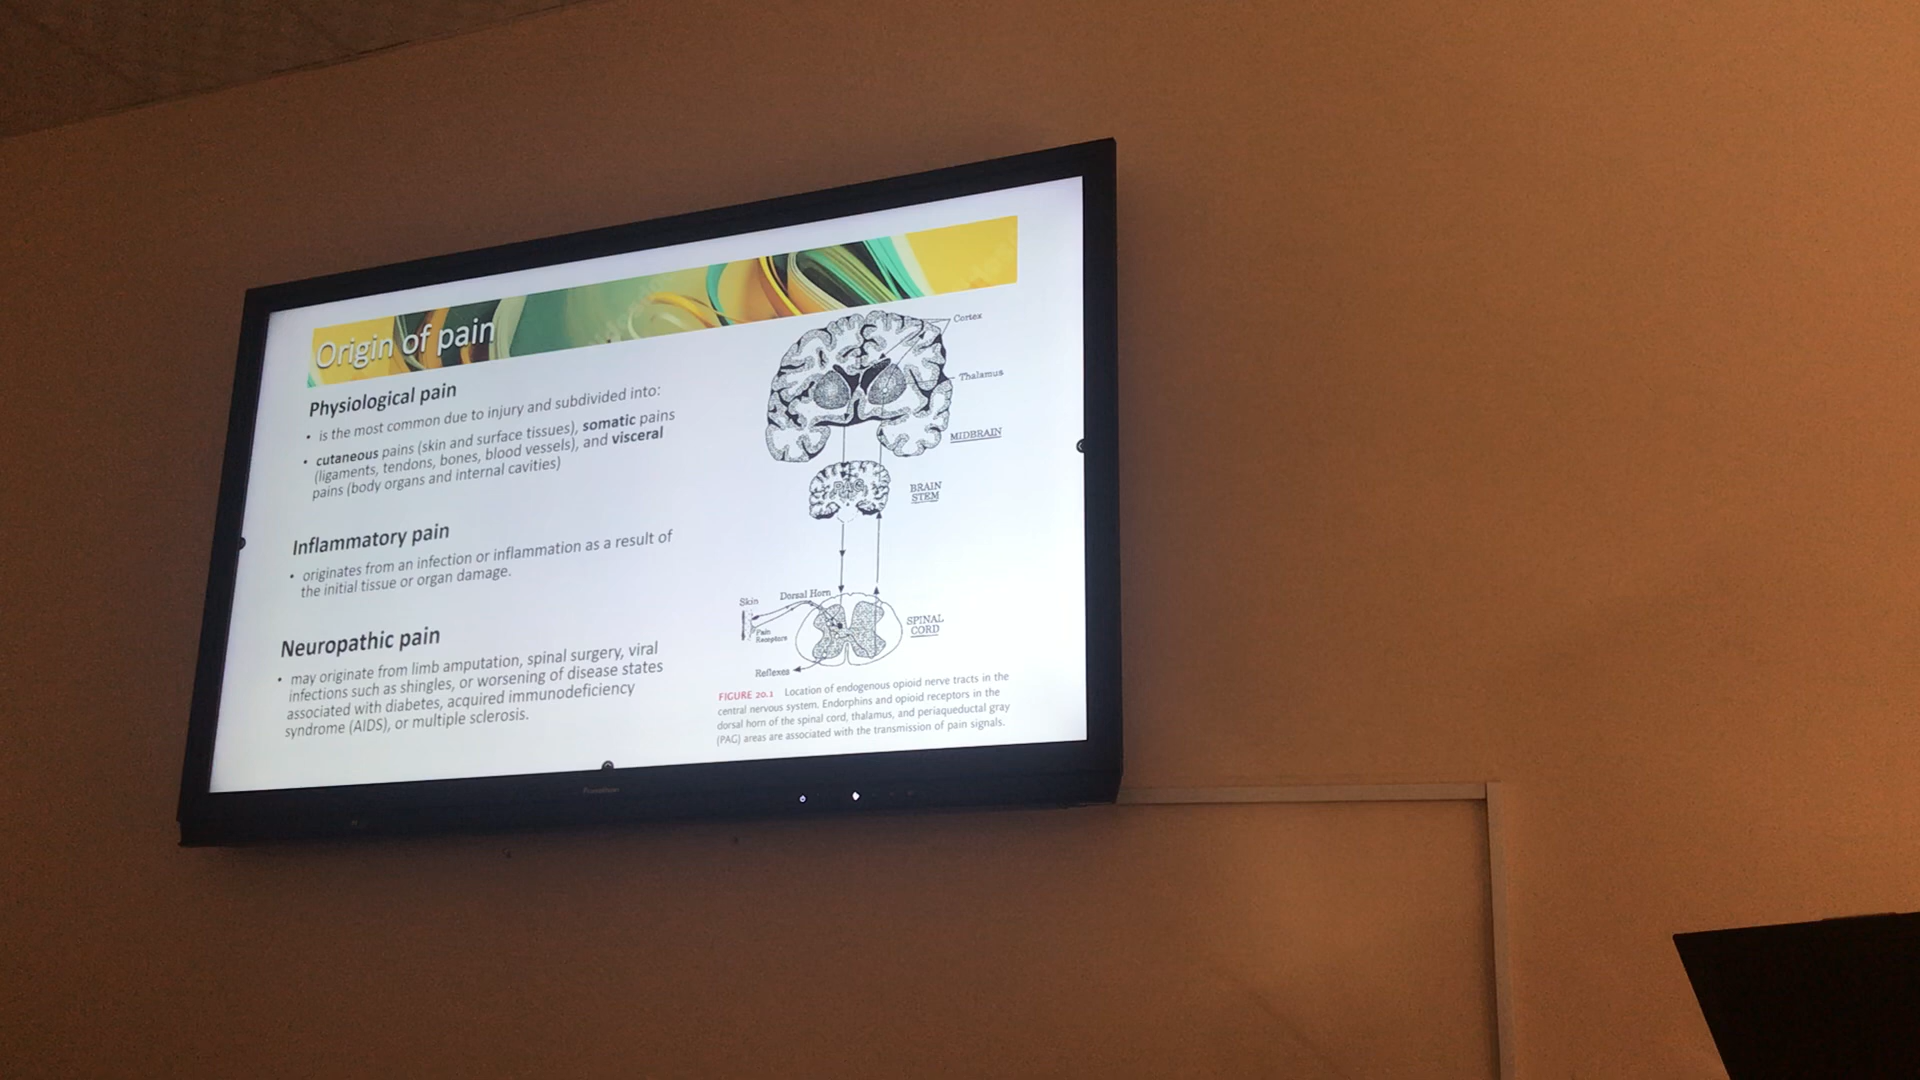 Origin of pain
Physiological pain
• is the most common due to injury and subdivided into:
• cutaneous pains (skin and surface tissues), somatic pains
(ligaments, tendons, bones, blood vessels), and visceral
pains (body organs and internal cavities)
Inflammatory pain
• originates from an infection or inflammation as a result of
the initial tissue or organ damage.
Neuropathic pain
• may originate from limb amputation, spinal surgery, viral
infections such as shingles, or worsening of disease states
associated with diabetes, acquired immunodeficiency
syndrome (AIDS), or multiple sclerosis.
Cortex
Thalamus
MIDBRAIN
BRAIN
STEM
Skin
Dorsal Horn
Pain
Receptors
SPINAL
CORD
Reflexes
FIGURE 20.1 Location of endogenous opioid nerve tracts in the
central nervous system. Endorphins and opioid receptors in the
dorsal horn of the spinal cord, thalamus, and periaqueductal gray
(PAG) areas are associated with the transmission of pain signals.